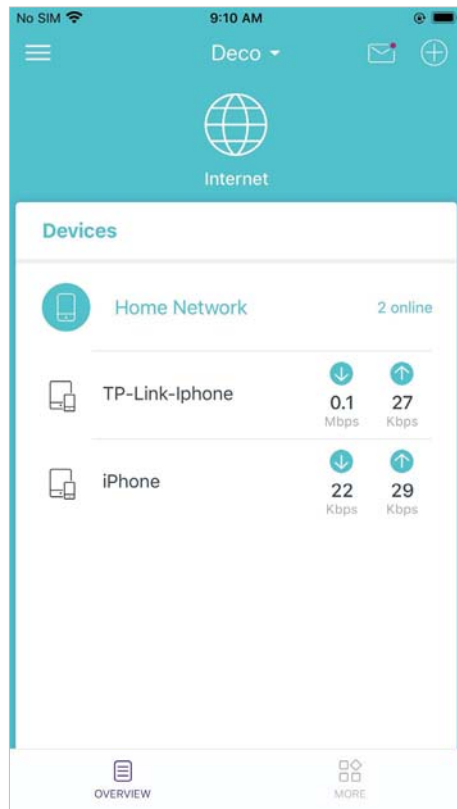 No SIM 9:10 AM
Deco
Internet
Devices
Home Network 2 online
TP-Link-Iphone 0.1 Mbps 27 Kbps
iPhone 22 Kbps 29 Kbps
OVERVIEW MORE